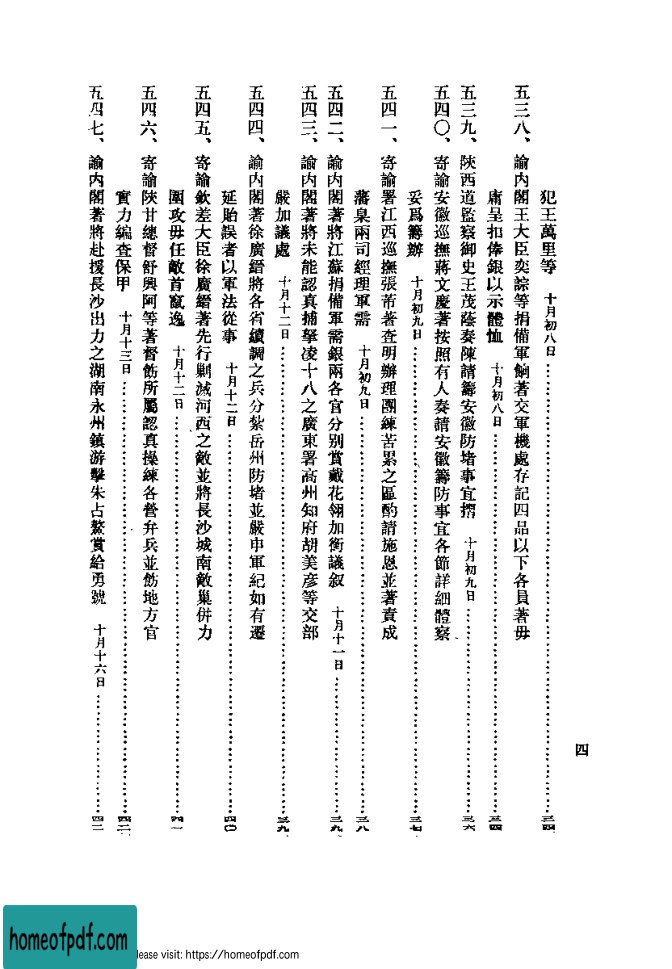 犯王萬里等　十月初八日……三四
五三八、諭內閣王大臣奕誴等捐備軍餉著交軍機處存記四品以下各員著毋
庸呈扣俸銀以示體恤　十月初八日……三四
五三九、陝西道監察御史王茂蔭奏陳請籌安徽防堵事宜摺　十月初九日……三六
五四〇、寄諭安徽巡撫蔣文慶著按照有人奏請安徽籌防事宜各節詳細體察
妥爲籌辦　十月初九日……三七
五四一、寄諭署江西巡撫張芾著查明辦理團練苦累之區酌請施恩並著責成
藩臬兩司經理軍需　十月初九日……三八
五四二、諭內閣著將江蘇捐備軍需銀兩各官分別賞戴花翎加銜議叙　十月十一日……三九
五四三、諭內閣著將未能認真捕拏凌十八之廣東署高州知府胡美彥等交部
嚴加議處　十月十二日……三九
五四四、諭內閣著徐廣縉將各省續調之兵分紮岳州防堵並嚴申軍紀如有遷
延貽誤者以軍法從事　十月十二日……四〇
五四五、寄諭欽差大臣徐廣縉著先行剿滅河西之敵並將長沙城南敵巢併力
圍攻毋任敵首竄逸　十月十二日……四一
五四六、寄諭陝甘總督舒興阿等著督飭所屬認真操練各營弁兵並飭地方官
實力編查保甲　十月十三日……四二
五四七、諭內閣著將赴援長沙出力之湖南永州鎮游擊朱占鰲賞給勇號　十月十六日……四二
四
homeofpdf.com
lease visit: https://homeofpdf.com